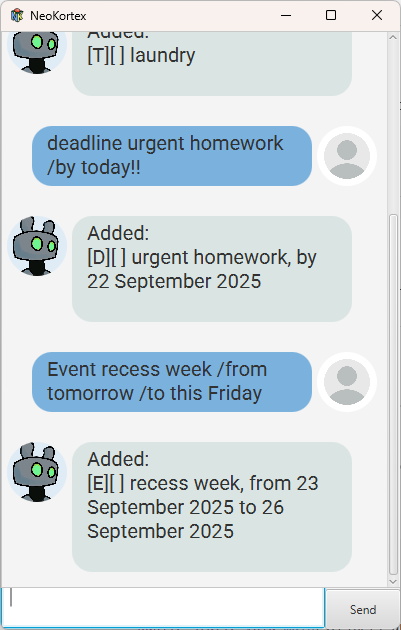 NeoKortex
Added:
[T][ ] laundry
deadline urgent homework
/by today!!
Added:
[D][ ] urgent homework, by
22 September 2025
Event recess week /from
tomorrow /to this Friday
Added:
[E][ ] recess week, from 23
September 2025 to 26
September 2025
Send